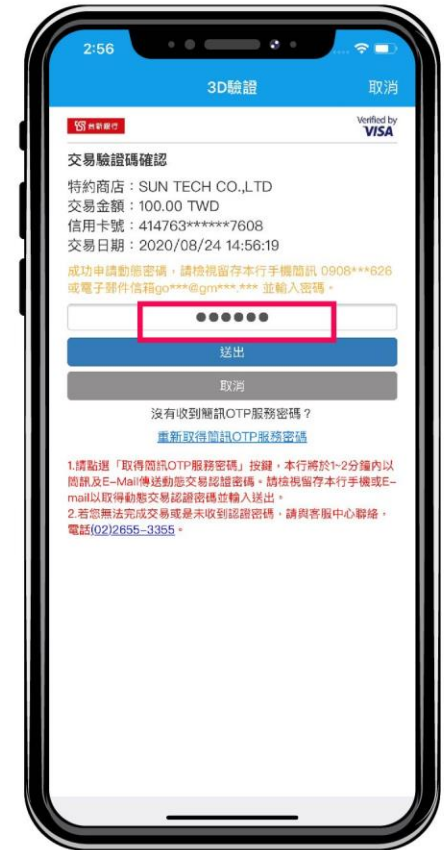 2:56
3D驗證
取消
台新銀行
Verified by
VISA
交易驗證碼確認
特約商店：SUN TECH CO.,LTD
交易金額：100.00 TWD
信用卡號：414763******7608
交易日期：2020/08/24 14:56:19
成功申請動態密碼，請檢視留存本行手機簡訊 0908***626
或電子郵件信箱go***@gm***.*** 並輸入密碼。
●●●●●●
送出
取消
沒有收到簡訊OTP服務密碼？
重新取得簡訊OTP服務密碼
1.請點選「取得簡訊OTP服務密碼」按鍵，本行將於1~2分鐘內以
簡訊及E-Mail傳送動態交易認證密碼。請檢視留存本行手機或E-
mail以取得動態交易認證密碼並輸入送出。
2.若您無法完成交易或是未收到認證密碼，請與客服中心聯絡，
電話(02)2655-3355。